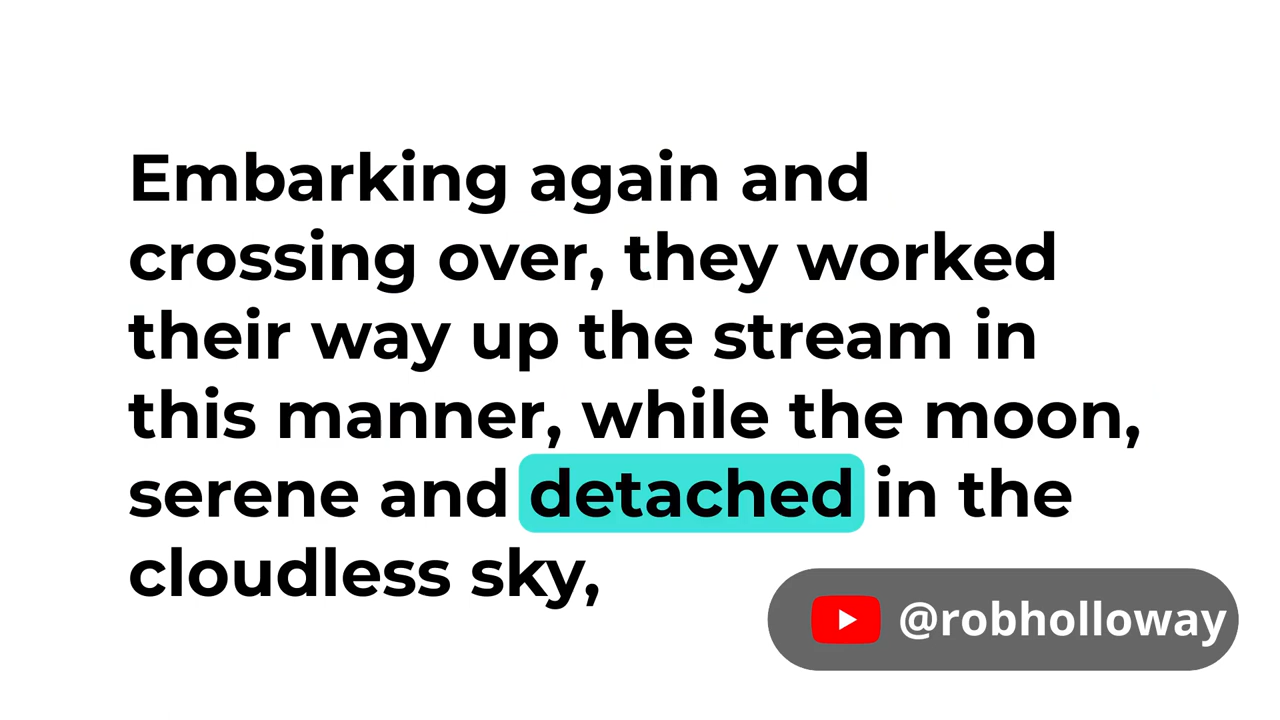 Embarking again and
crossing over, they worked
their way up the stream in
this manner, while the moon,
serene and detached in the
cloudless sky,
@robholloway